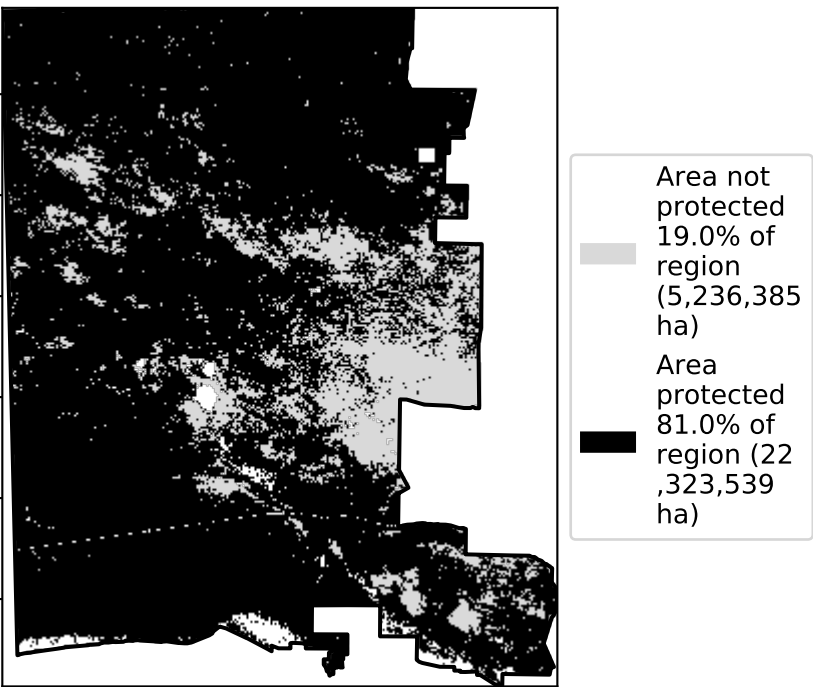 Area not
protected
19.0% of
region
(5,236,385
ha)
Area
protected
81.0% of
region (22
,323,539
ha)